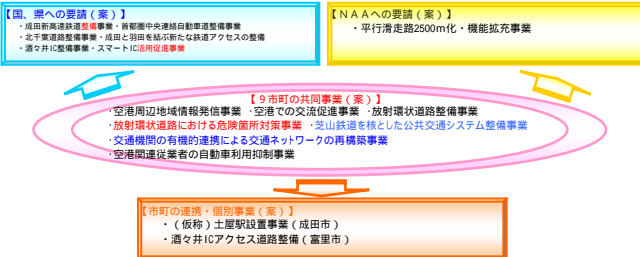 【国、県への要請(案)】
・成田新高速鉄道整備事業・首都圏中央連絡自動車道整備事業
・北千葉道路整備事業・成田と羽田を結ぶ新たな鉄道アクセスの整備
・酒々井IC整備事業・スマートIC活用促進事業
【NAAへの要請(案)】
・平行滑走路2500m化・機能拡充事業
【9市町の共同事業(案)】
・空港周辺地域情報発信事業 ・空港での交流促進事業 ・放射環状道路整備事業
・放射環状道路における危険箇所対策事業 ・芝山鉄道を核とした公共交通システム整備事業
・交通機関の有機的連携による交通ネットワークの再構築事業
・空港関連従業者の自動車利用抑制事業
【市町の連携・個別事業(案)】
・(仮称)土屋駅設置事業(成田市)
・酒々井ICアクセス道路整備(富里市)